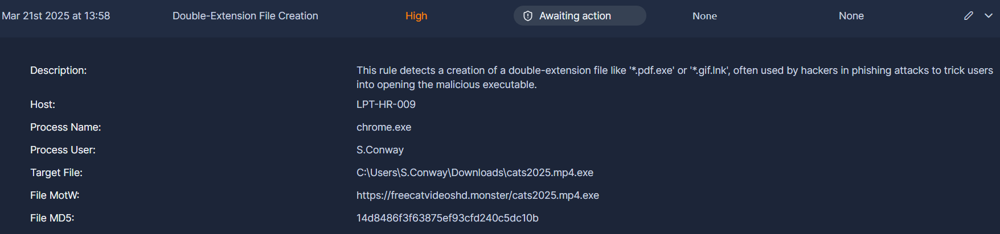 Mar 21st 2025 at 13:58 Double-Extension File Creation High Awaiting action None None
Description: This rule detects a creation of a double-extension file like '*.pdf.exe' or '*.gif.lnk', often used by hackers in phishing attacks to trick users
into opening the malicious executable.
Host: LPT-HR-009
Process Name: chrome.exe
Process User: S.Conway
Target File: C:\Users\S.Conway\Downloads\cats2025.mp4.exe
File MotW: https://freecatvideoshd.monster/cats2025.mp4.exe
File MD5: 14d8486f3f63875ef93cfd240c5dc10b